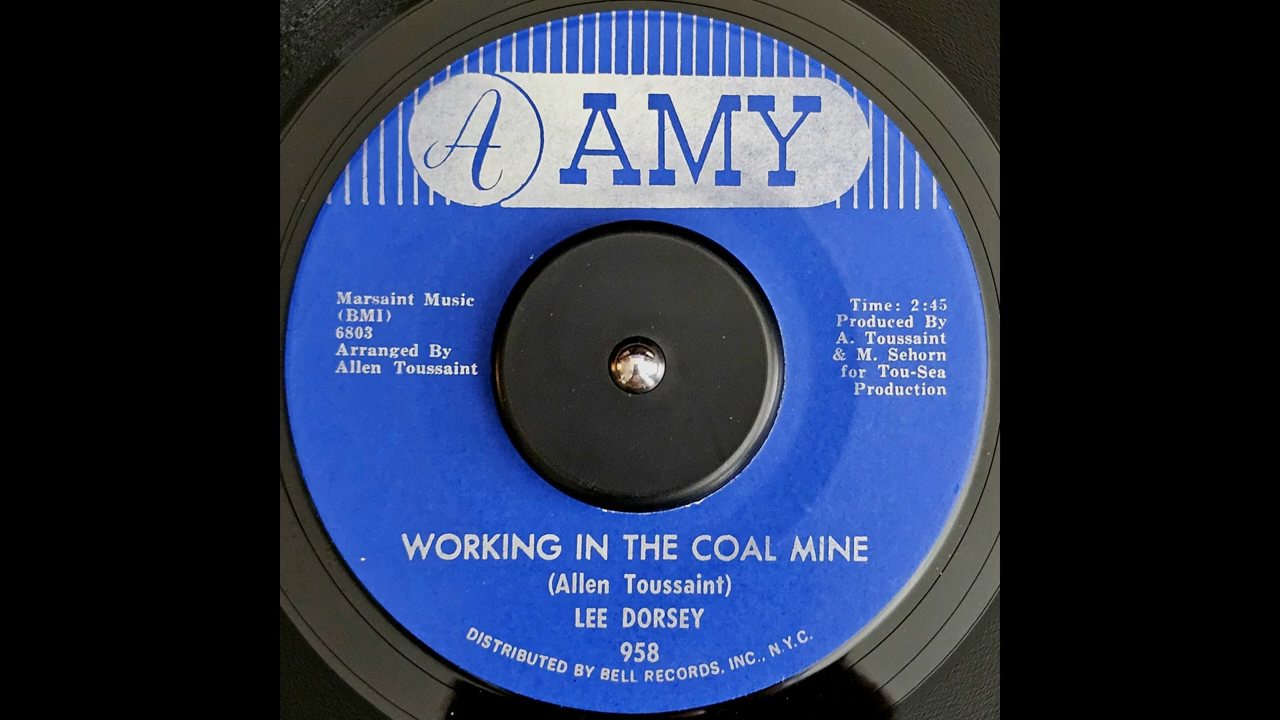 A AMY
Marsaint Music
(BMI)
6803
Arranged By
Allen Toussaint
Time: 2:45
Produced By
A. Toussaint
& M. Sehorn
for Tou-Sea
Production
WORKING IN THE COAL MINE
(Allen Toussaint)
LEE DORSEY
958
DISTRIBUTED BY BELL RECORDS, INC., N.Y.C.